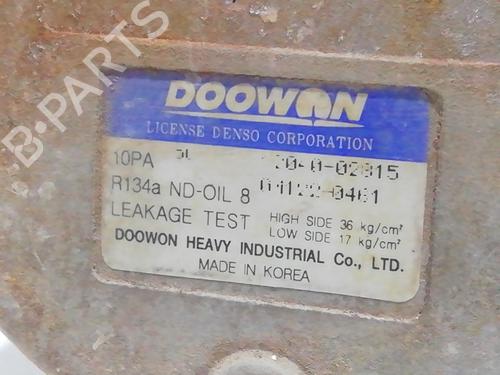 B-PARTS
DOOWON
LICENSE DENSO CORPORATION
10PA
R134a ND-OIL 8
LEAKAGE TEST HIGH SIDE 36 kg/cm²
LOW SIDE 17 kg/cm²
DOOWON HEAVY INDUSTRIAL Co., LTD.
MADE IN KOREA